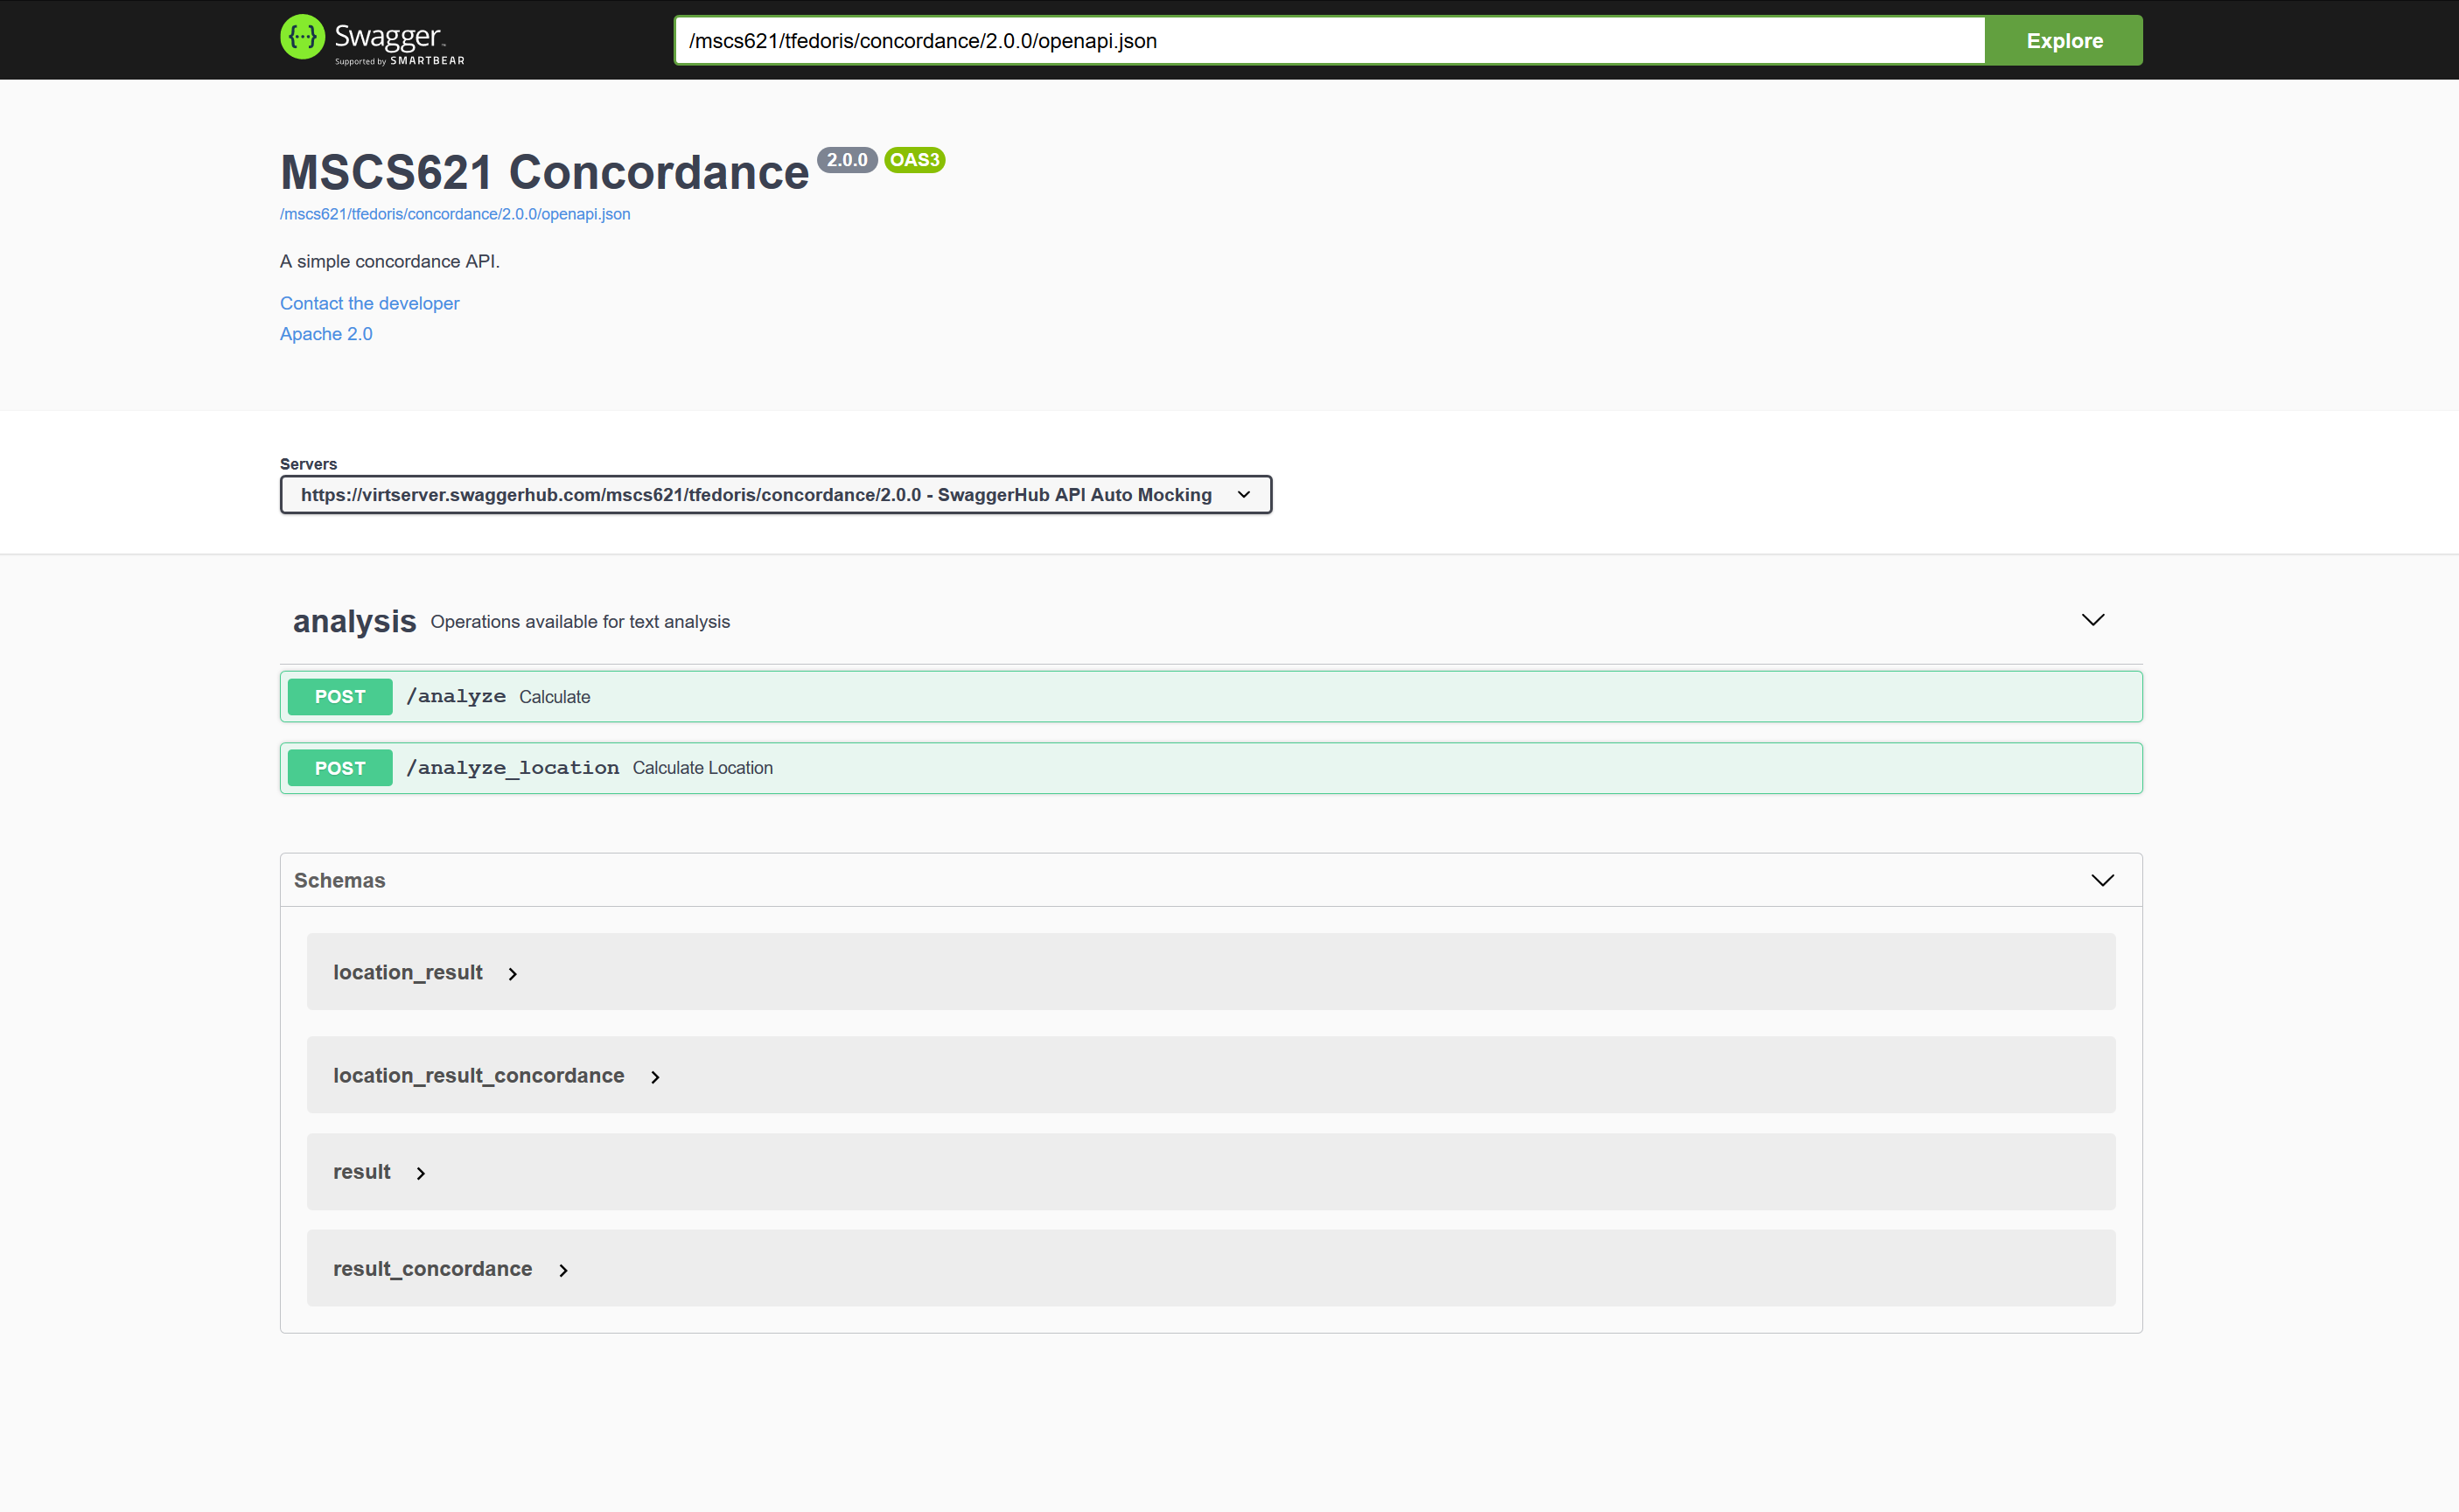 Swagger™
Supported by SMARTBEAR
/mscs621/tfedoris/concordance/2.0.0/openapi.json
Explore
MSCS621 Concordance 2.0.0 OAS3
/mscs621/tfedoris/concordance/2.0.0/openapi.json
A simple concordance API.
Contact the developer
Apache 2.0
Servers
https://virtserver.swaggerhub.com/mscs621/tfedoris/concordance/2.0.0 - SwaggerHub API Auto Mocking
analysis Operations available for text analysis
POST /analyze Calculate
POST /analyze_location Calculate Location
Schemas
location_result
location_result_concordance
result
result_concordance